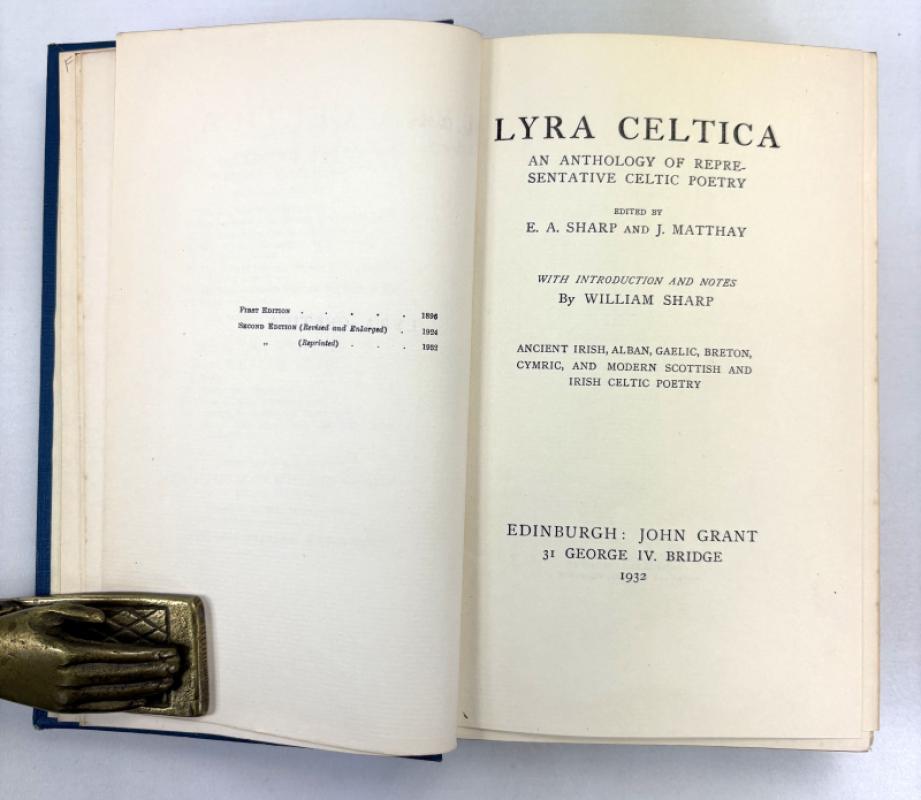 F
FIRST EDITION . . . . . 1896
SECOND EDITION (Revised and Enlarged) . 1924
„ (Reprinted) . . . 1932
LYRA CELTICA
AN ANTHOLOGY OF REPRE-
SENTATIVE CELTIC POETRY
EDITED BY
E. A. SHARP AND J. MATTHAY
WITH INTRODUCTION AND NOTES
By WILLIAM SHARP
ANCIENT IRISH, ALBAN, GAELIC, BRETON,
CYMRIC, AND MODERN SCOTTISH AND
IRISH CELTIC POETRY
EDINBURGH: JOHN GRANT
31 GEORGE IV. BRIDGE
1932